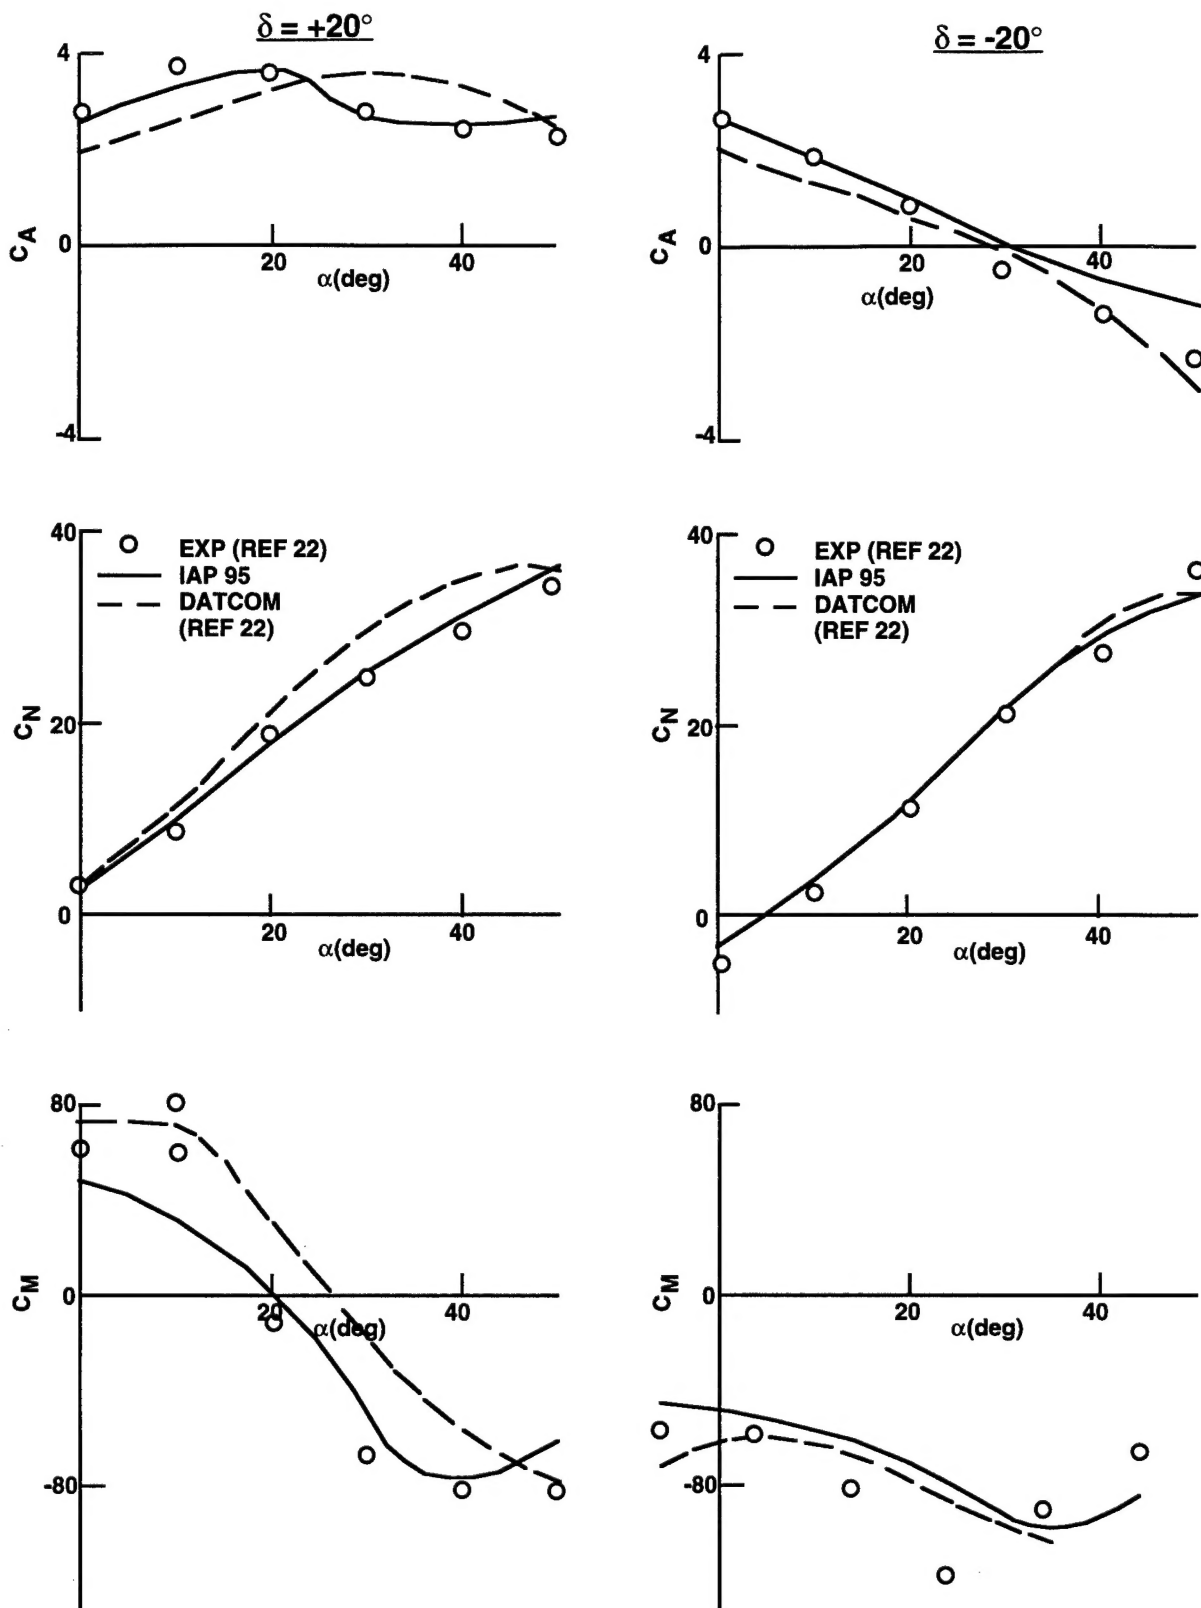 δ = +20°
4
C_A
0
20
40
α(deg)
-4
δ = -20°
4
C_A
0
20
40
α(deg)
-4
40
EXP (REF 22)
IAP 95
DATCOM
(REF 22)
C_N
20
0
20
40
α(deg)
40
EXP (REF 22)
IAP 95
DATCOM
(REF 22)
C_N
20
0
20
40
α(deg)
80
C_M
0
20
40
α(deg)
-80
80
C_M
0
20
40
α(deg)
-80